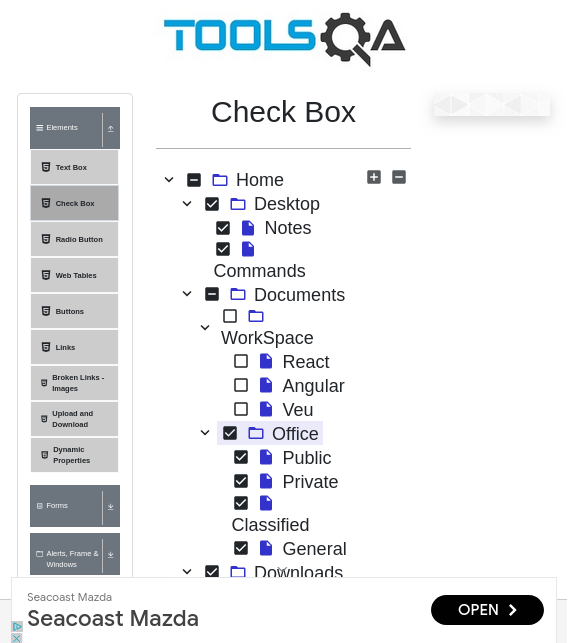 TOOLSQA
Check Box
Elements
Text Box
Check Box
Radio Button
Web Tables
Buttons
Links
Broken Links -
Images
Upload and
Download
Dynamic
Properties
Forms
Alerts, Frame &
Windows
Home
Desktop
Notes
Commands
Documents
WorkSpace
React
Angular
Veu
Office
Public
Private
Classified
General
Downloads
Seacoast Mazda
Seacoast Mazda
OPEN